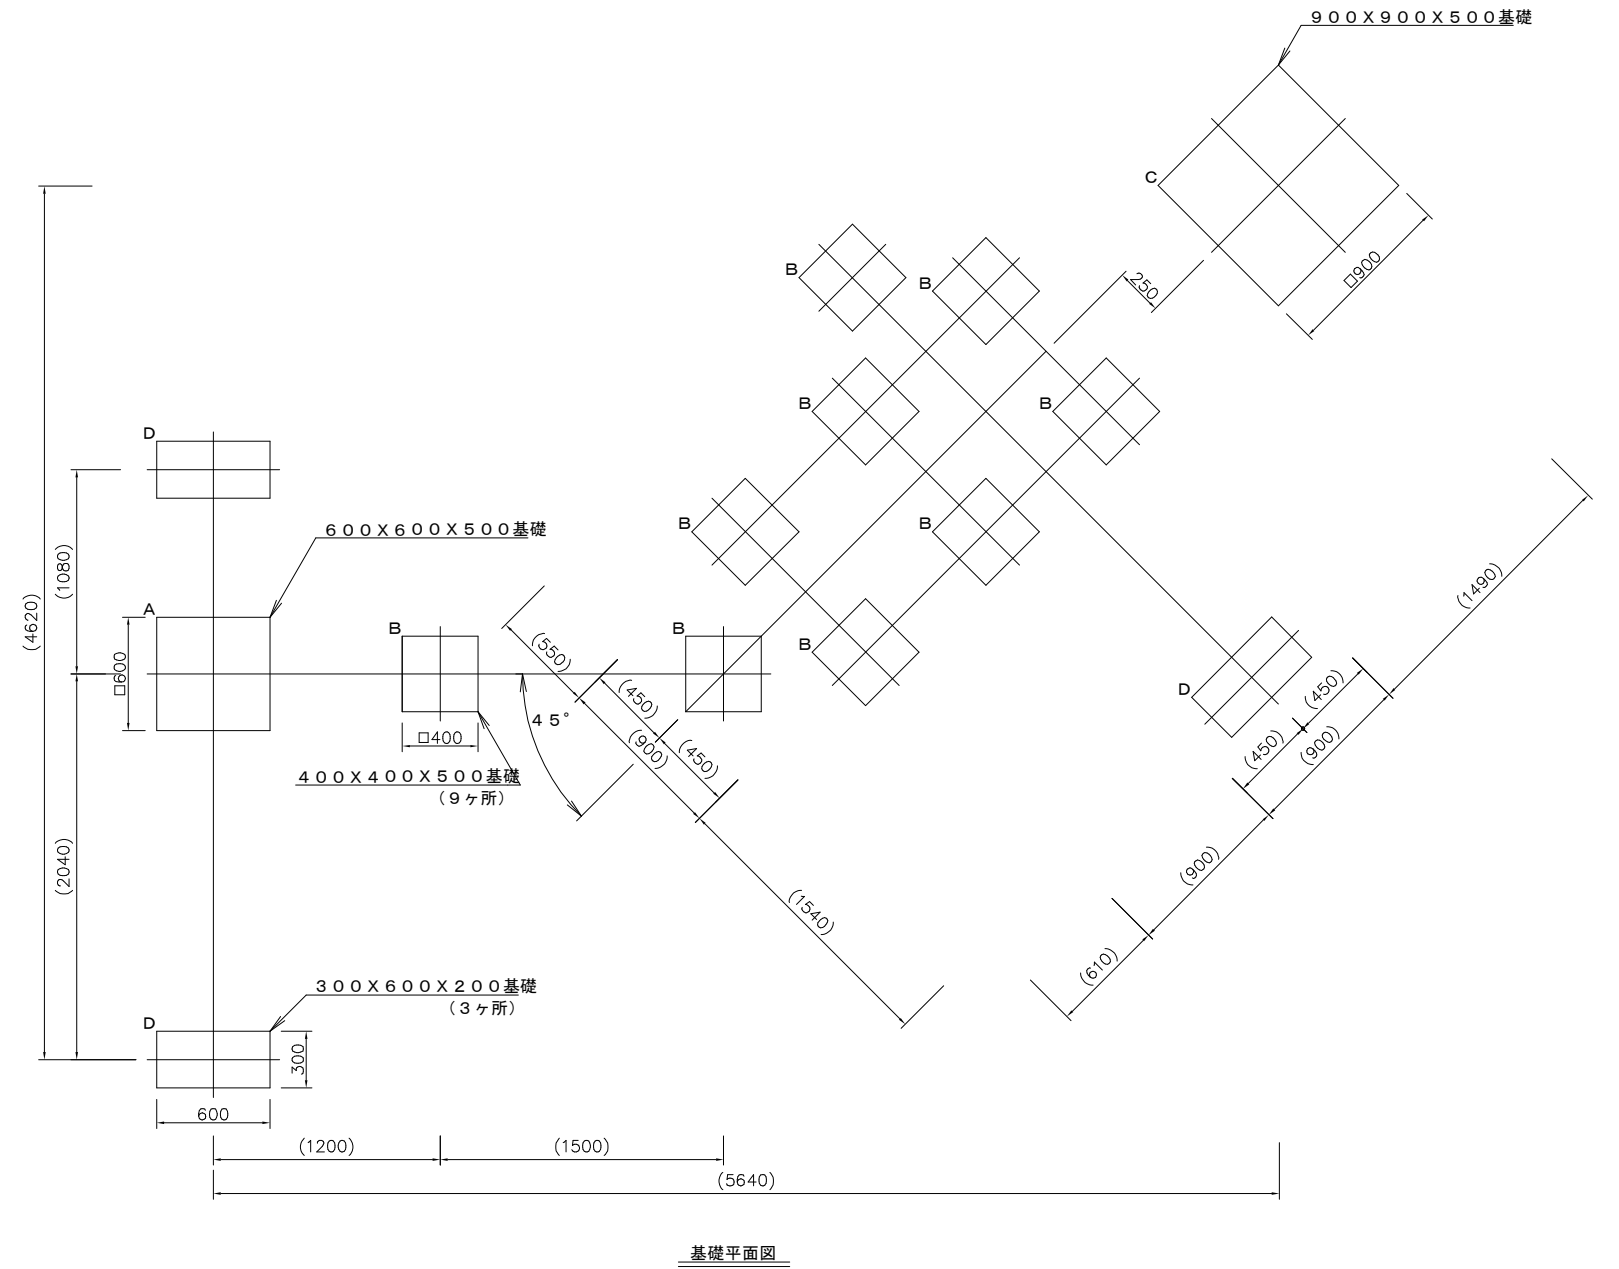 ９００Ｘ９００Ｘ５００基礎
C
□900
250
B
B
B
B
B
B
B
D
(1080)
(4620)
６００Ｘ６００Ｘ５００基礎
A
□600
B
B
□400
４５°
４００Ｘ４００Ｘ５００基礎
（９ヶ所）
(550)
(450)
(900)
(450)
(1540)
D
(1490)
(450)
(900)
(450)
(900)
(610)
(2040)
３００Ｘ６００Ｘ２００基礎
（３ヶ所）
D
300
600
(1200)
(1500)
(5640)
基礎平面図